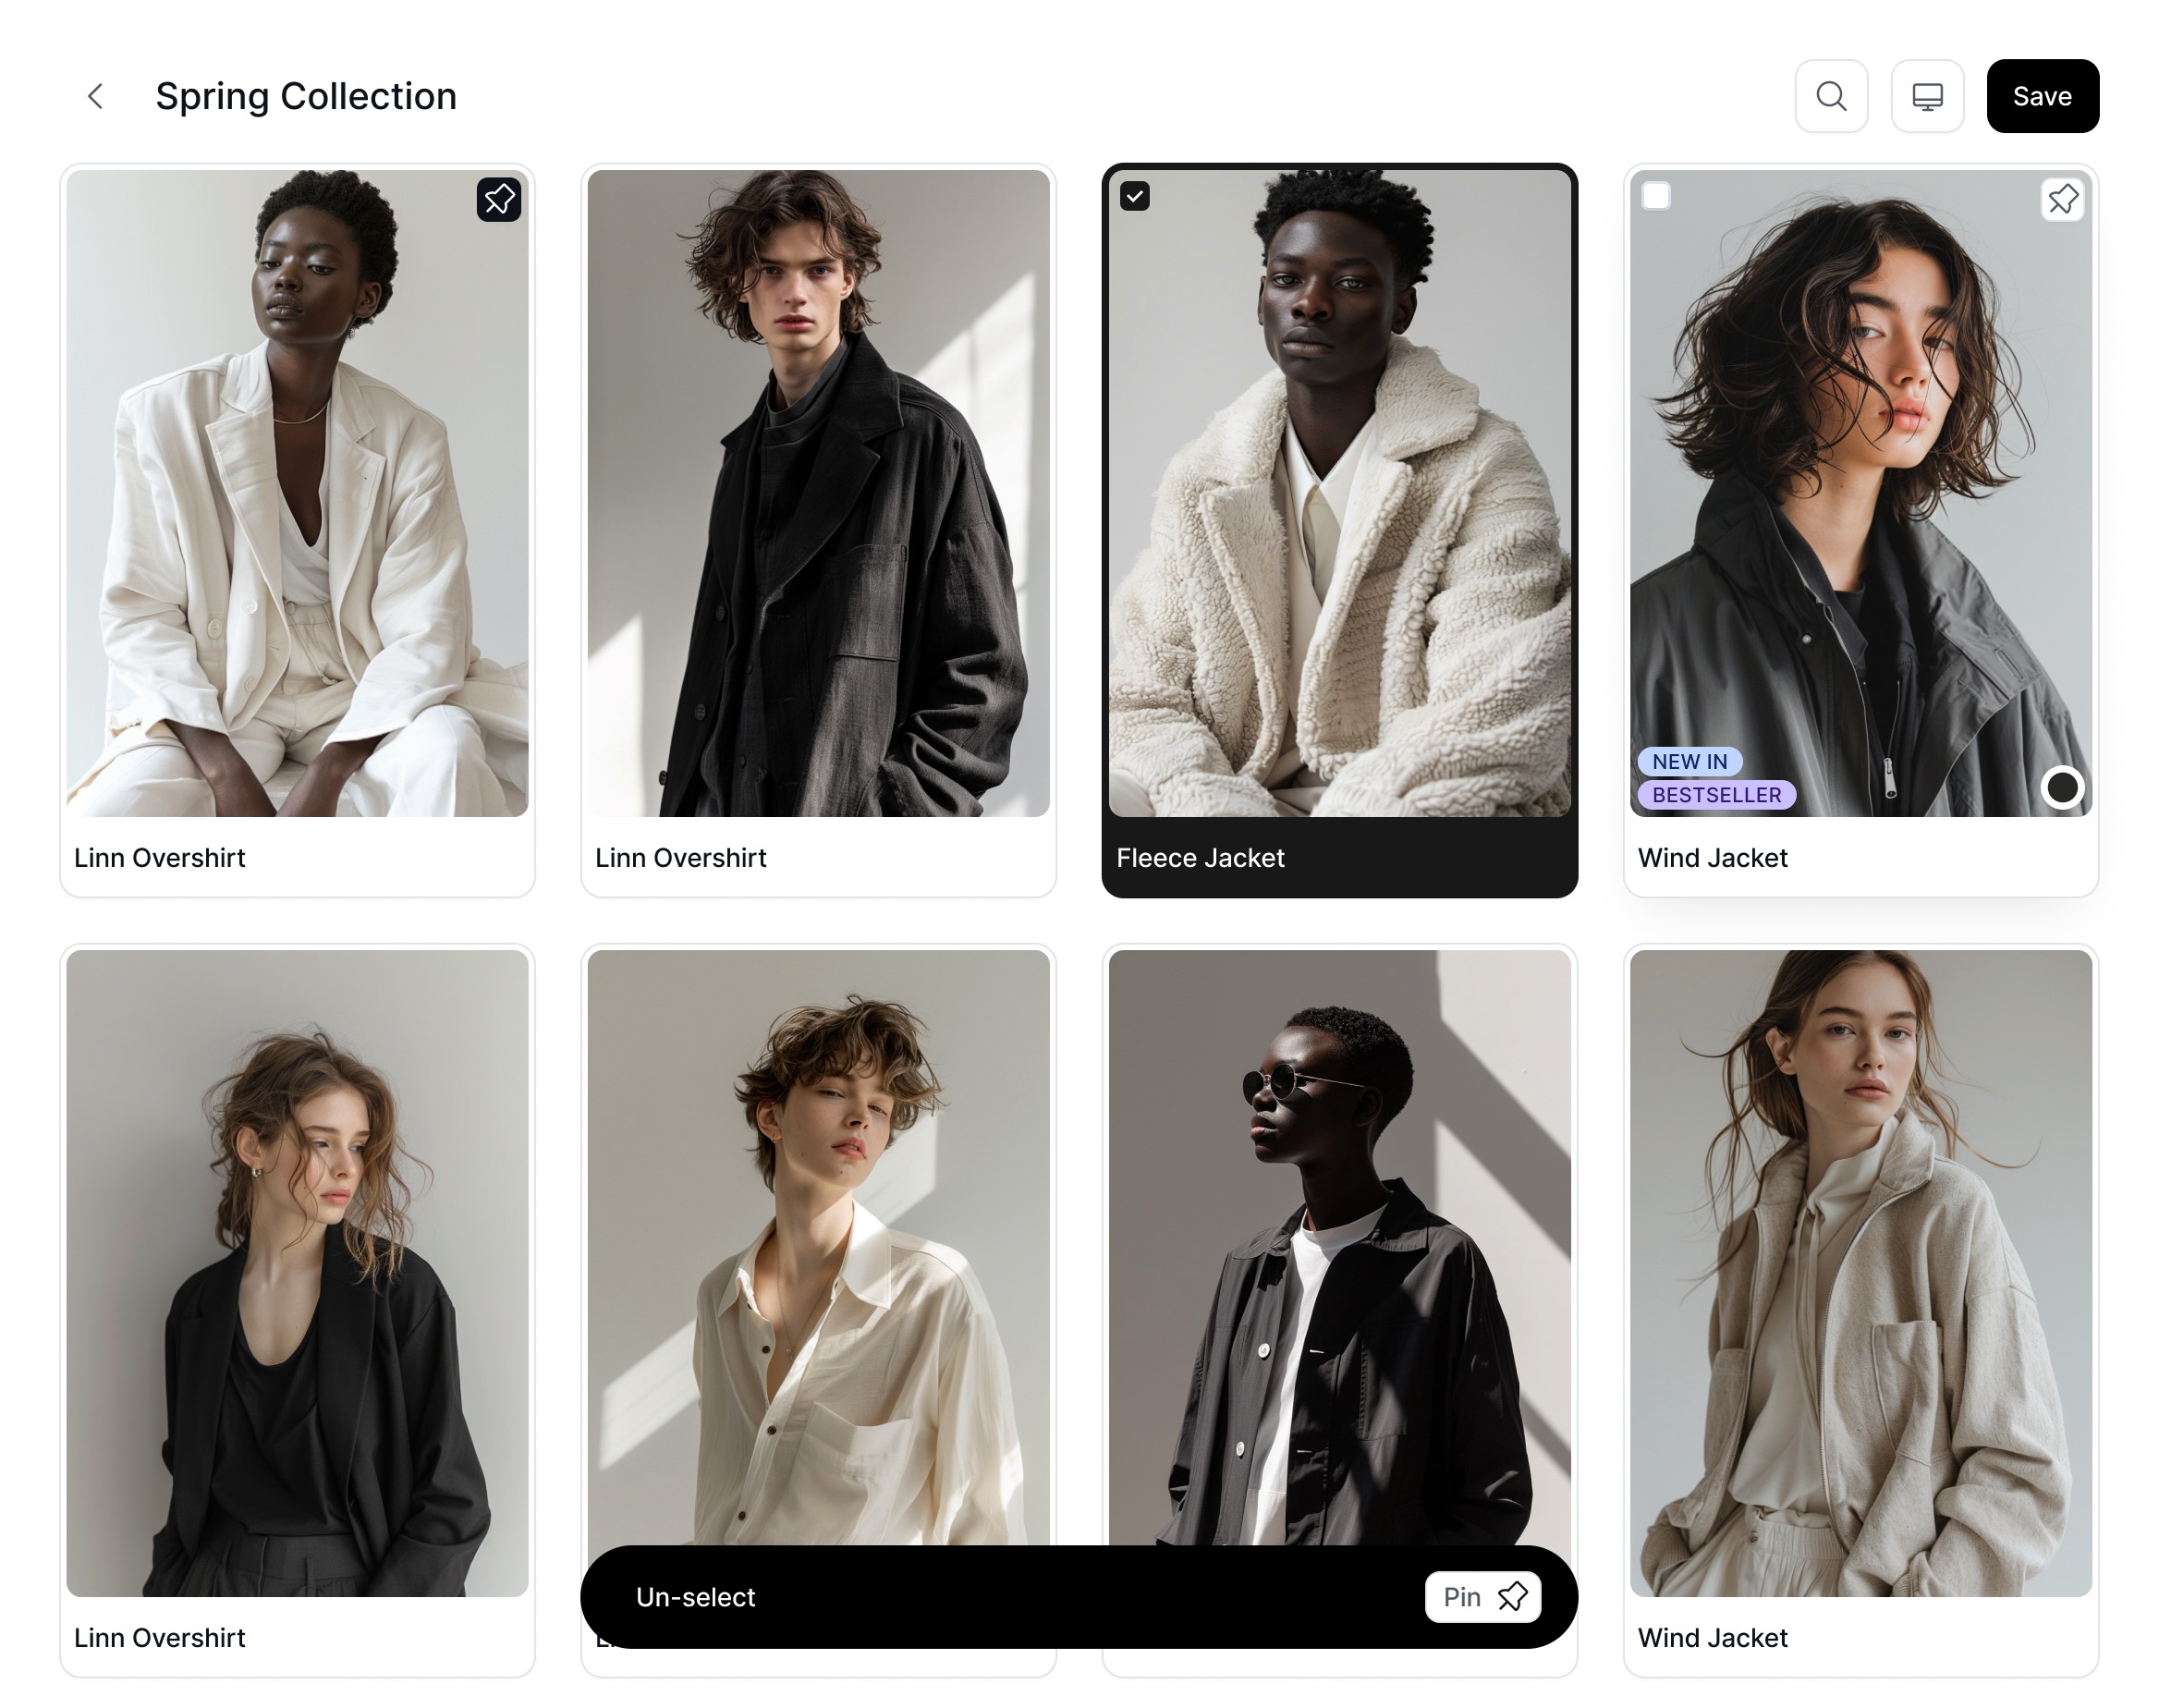 Spring Collection
Save
NEW IN
BESTSELLER
Linn Overshirt
Linn Overshirt
Fleece Jacket
Wind Jacket
Un-select
Pin
Linn Overshirt
Wind Jacket